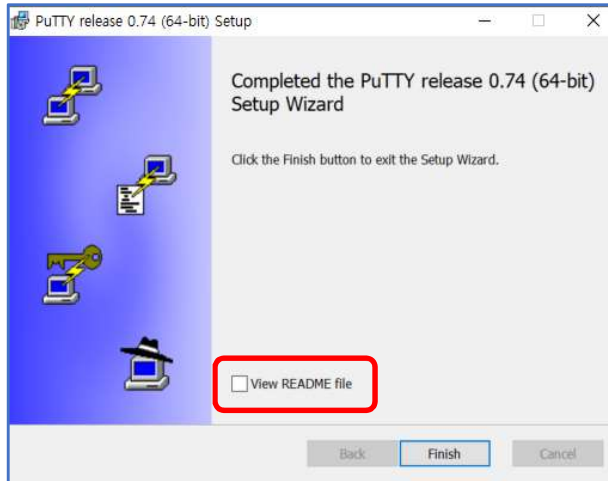 PuTTY release 0.74 (64-bit) Setup
Completed the PuTTY release 0.74 (64-bit)
Setup Wizard
Click the Finish button to exit the Setup Wizard.
View README file
Back Finish Cancel